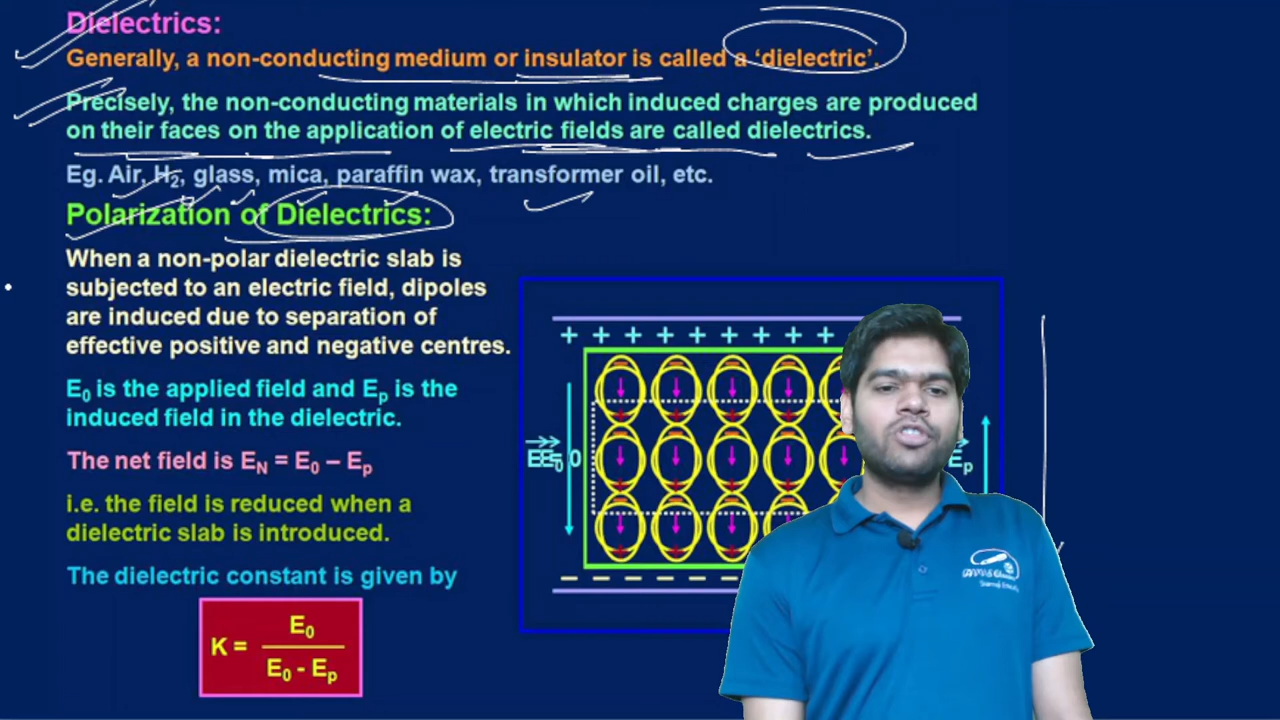 Dielectrics:
Generally, a non-conducting medium or insulator is called a ‘dielectric’.
Precisely, the non-conducting materials in which induced charges are produced
on their faces on the application of electric fields are called dielectrics.
Eg. Air, H₂, glass, mica, paraffin wax, transformer oil, etc.
Polarization of Dielectrics:
When a non-polar dielectric slab is
subjected to an electric field, dipoles
are induced due to separation of
effective positive and negative centres.
E₀ is the applied field and Eₚ is the
induced field in the dielectric.
The net field is E_N = E₀ – Eₚ
i.e. the field is reduced when a
dielectric slab is introduced.
The dielectric constant is given by
K = E₀ / E₀ - Eₚ
+ + + + + + + + +
Eₚ
– – – – – –